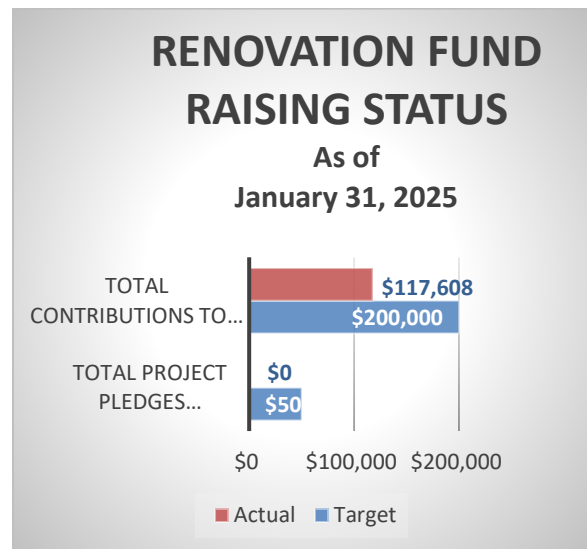 RENOVATION FUND
RAISING STATUS
As of
January 31, 2025
TOTAL
CONTRIBUTIONS TO…
$117,608
$200,000
TOTAL PROJECT
PLEDGES…
$0
$50
$0 $100,000 $200,000
Actual Target